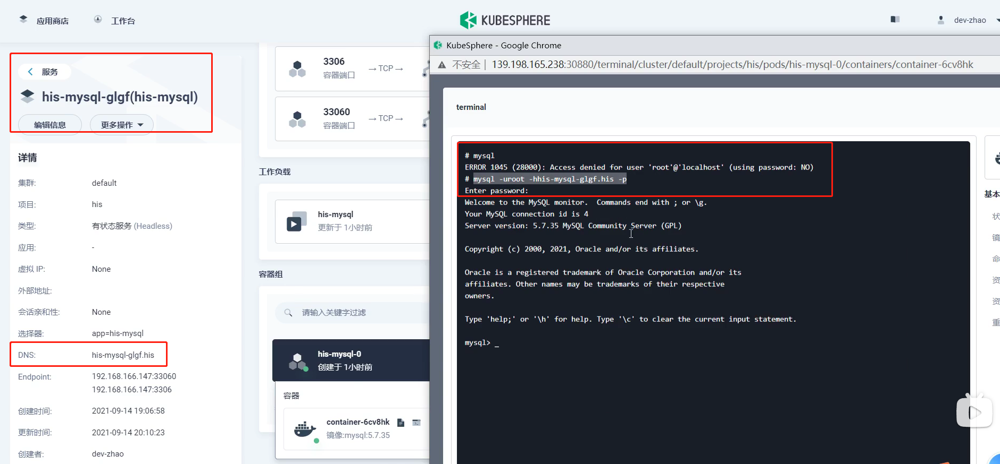 应用商店
工作台
KUBESPHERE
dev-zhao
服务
his-mysql-glgf(his-mysql)
编辑信息
更多操作
详情
集群: default
项目: his
类型: 有状态服务 (Headless)
应用: -
虚拟 IP: None
外部地址:
会话亲和性: None
选择器: app=his-mysql
DNS: his-mysql-glgf.his
Endpoint: 192.168.166.147:33060
192.168.166.147:3306
创建时间: 2021-09-14 19:06:58
更新时间: 2021-09-14 20:10:23
创建者: dev-zhao
3306
容器端口
→ TCP →
33060
容器端口
→ TCP →
工作负载
his-mysql
更新于 1小时前
容器组
请输入关键字过滤
his-mysql-0
创建于 1小时前
容器
container-6cv8hk
镜像:mysql:5.7.35
KubeSphere - Google Chrome
不安全 | 139.198.165.238:30880/terminal/cluster/default/projects/his/pods/his-mysql-0/containers/container-6cv8hk
terminal
# mysql
ERROR 1045 (28000): Access denied for user 'root'@'localhost' (using password: NO)
# mysql -uroot -hhis-mysql-glgf.his -p
Enter password:
Welcome to the MySQL monitor.  Commands end with ; or \g.
Your MySQL connection id is 4
Server version: 5.7.35 MySQL Community Server (GPL)
Copyright (c) 2000, 2021, Oracle and/or its affiliates.
Oracle is a registered trademark of Oracle Corporation and/or its
affiliates. Other names may be trademarks of their respective
owners.
Type 'help;' or '\h' for help. Type '\c' to clear the current input statement.
mysql> _
基本
状
镜
命
资
资
重